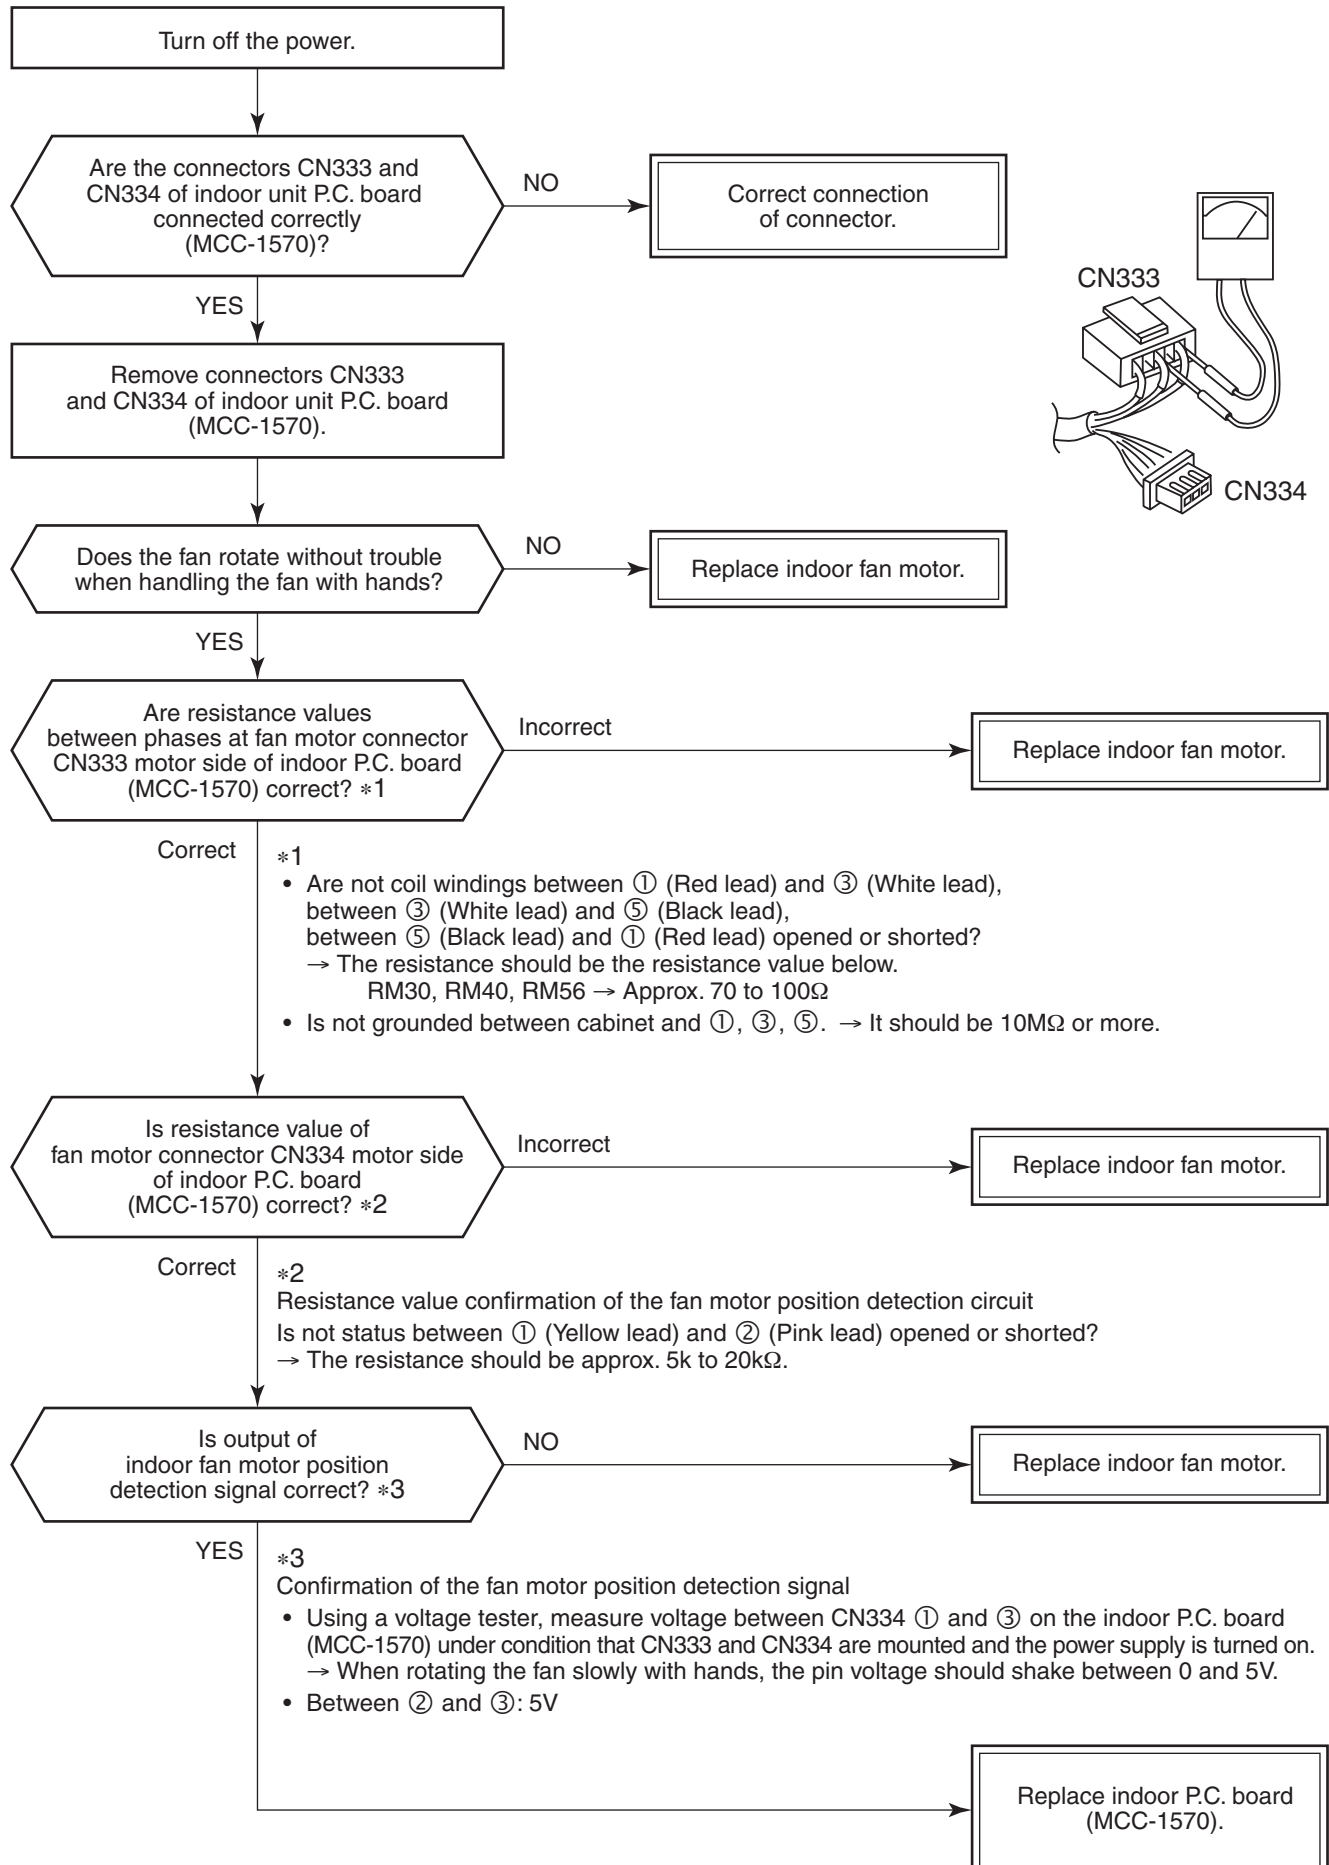 Turn off the power.
Are the connectors CN333 and
CN334 of indoor unit P.C. board
connected correctly
(MCC-1570)?
NO
Correct connection
of connector.
CN333
CN334
YES
Remove connectors CN333
and CN334 of indoor unit P.C. board
(MCC-1570).
Does the fan rotate without trouble
when handling the fan with hands?
NO
Replace indoor fan motor.
YES
Are resistance values
between phases at fan motor connector
CN333 motor side of indoor P.C. board
(MCC-1570) correct? *1
Incorrect
Replace indoor fan motor.
Correct
*1
• Are not coil windings between ① (Red lead) and ③ (White lead),
between ③ (White lead) and ⑤ (Black lead),
between ⑤ (Black lead) and ① (Red lead) opened or shorted?
→ The resistance should be the resistance value below.
RM30, RM40, RM56 → Approx. 70 to 100Ω
• Is not grounded between cabinet and ①, ③, ⑤. → It should be 10MΩ or more.
Is resistance value of
fan motor connector CN334 motor side
of indoor P.C. board
(MCC-1570) correct? *2
Incorrect
Replace indoor fan motor.
Correct
*2
Resistance value confirmation of the fan motor position detection circuit
Is not status between ① (Yellow lead) and ② (Pink lead) opened or shorted?
→ The resistance should be approx. 5k to 20kΩ.
Is output of
indoor fan motor position
detection signal correct? *3
NO
Replace indoor fan motor.
YES
*3
Confirmation of the fan motor position detection signal
• Using a voltage tester, measure voltage between CN334 ① and ③ on the indoor P.C. board
(MCC-1570) under condition that CN333 and CN334 are mounted and the power supply is turned on.
→ When rotating the fan slowly with hands, the pin voltage should shake between 0 and 5V.
• Between ② and ③: 5V
Replace indoor P.C. board
(MCC-1570).